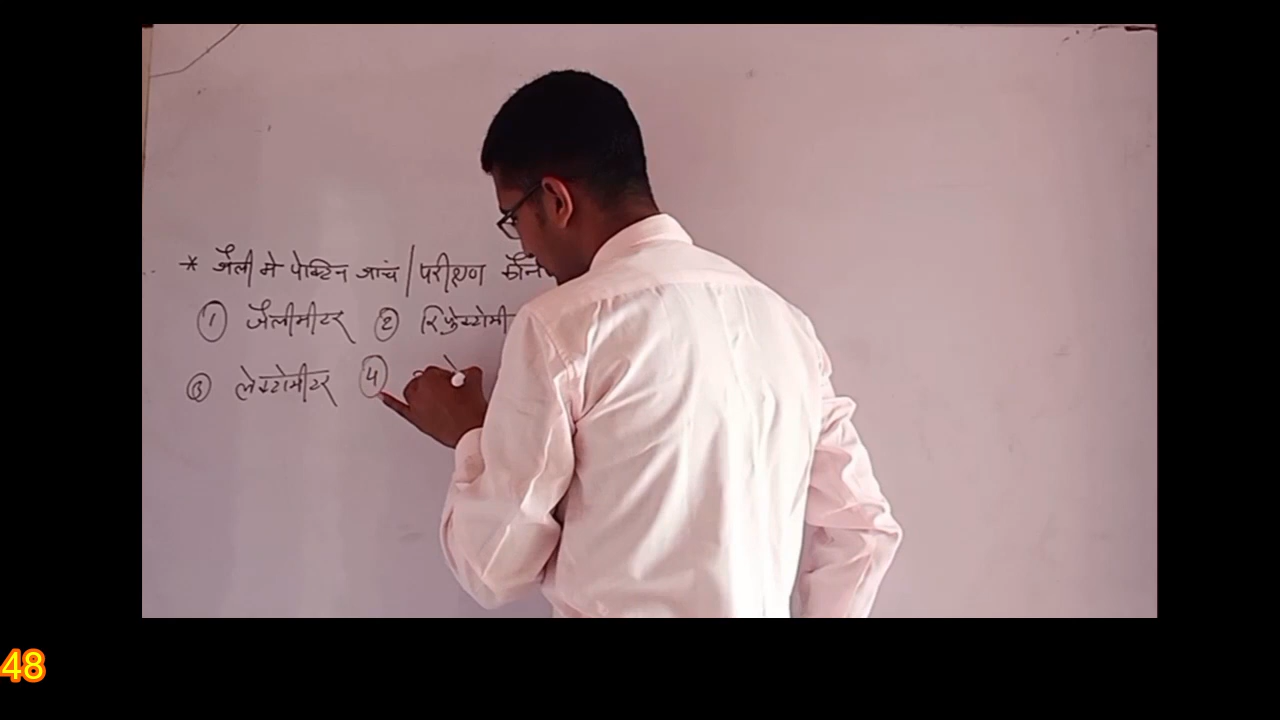 * जैली मे पेक्टिन जांच/परीक्षण कौन
① जैलीमीटर ② रिफ्रेक्टोमी
③ लेक्टोमीटर ④
48